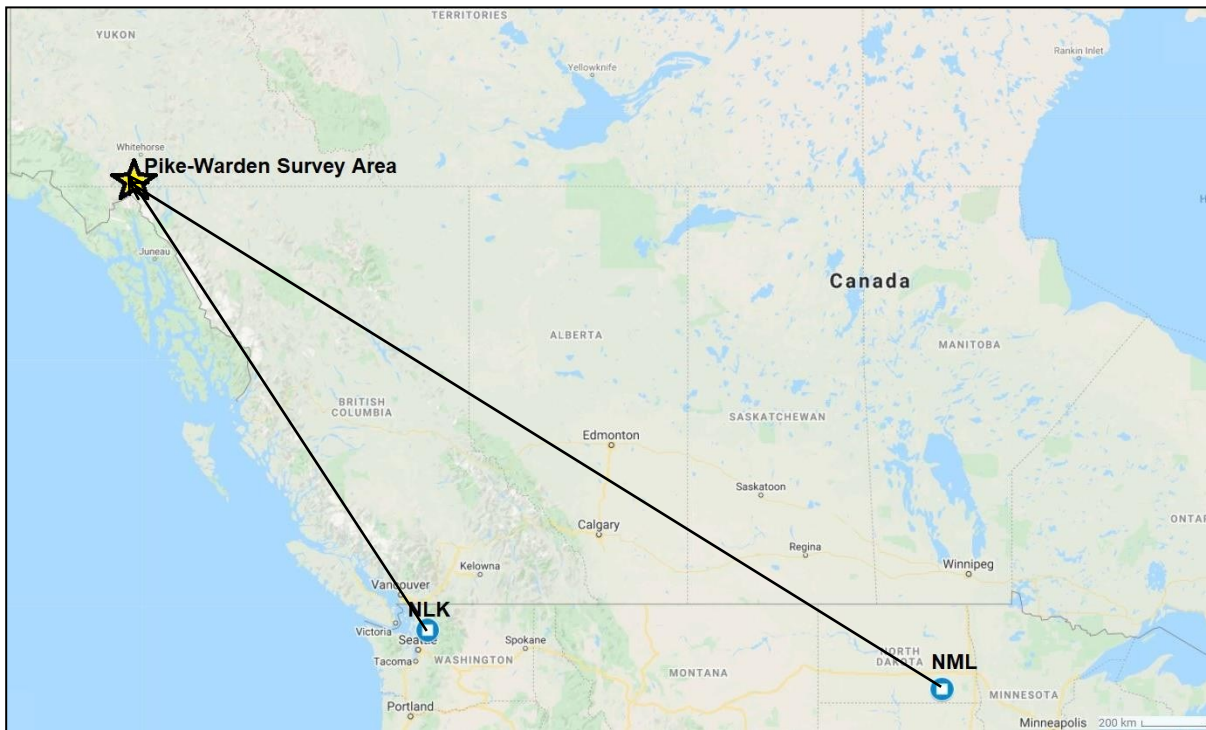 TERRITORIES
YUKON
Rankin Inlet
Yellowknife
Whitehorse
Pike-Warden Survey Area
Juneau
Canada
ALBERTA
MANITOBA
BRITISH
COLUMBIA
SASKATCHEWAN
Edmonton
Saskatoon
Calgary
ONTAR
Regina
Kelowna
Winnipeg
Vancouver
NLK
Victoria
Seattle
Spokane
Tacoma
WASHINGTON
NORTH
DAKOTA
NML
MONTANA
MINNESOTA
Portland
Minneapolis
200 km